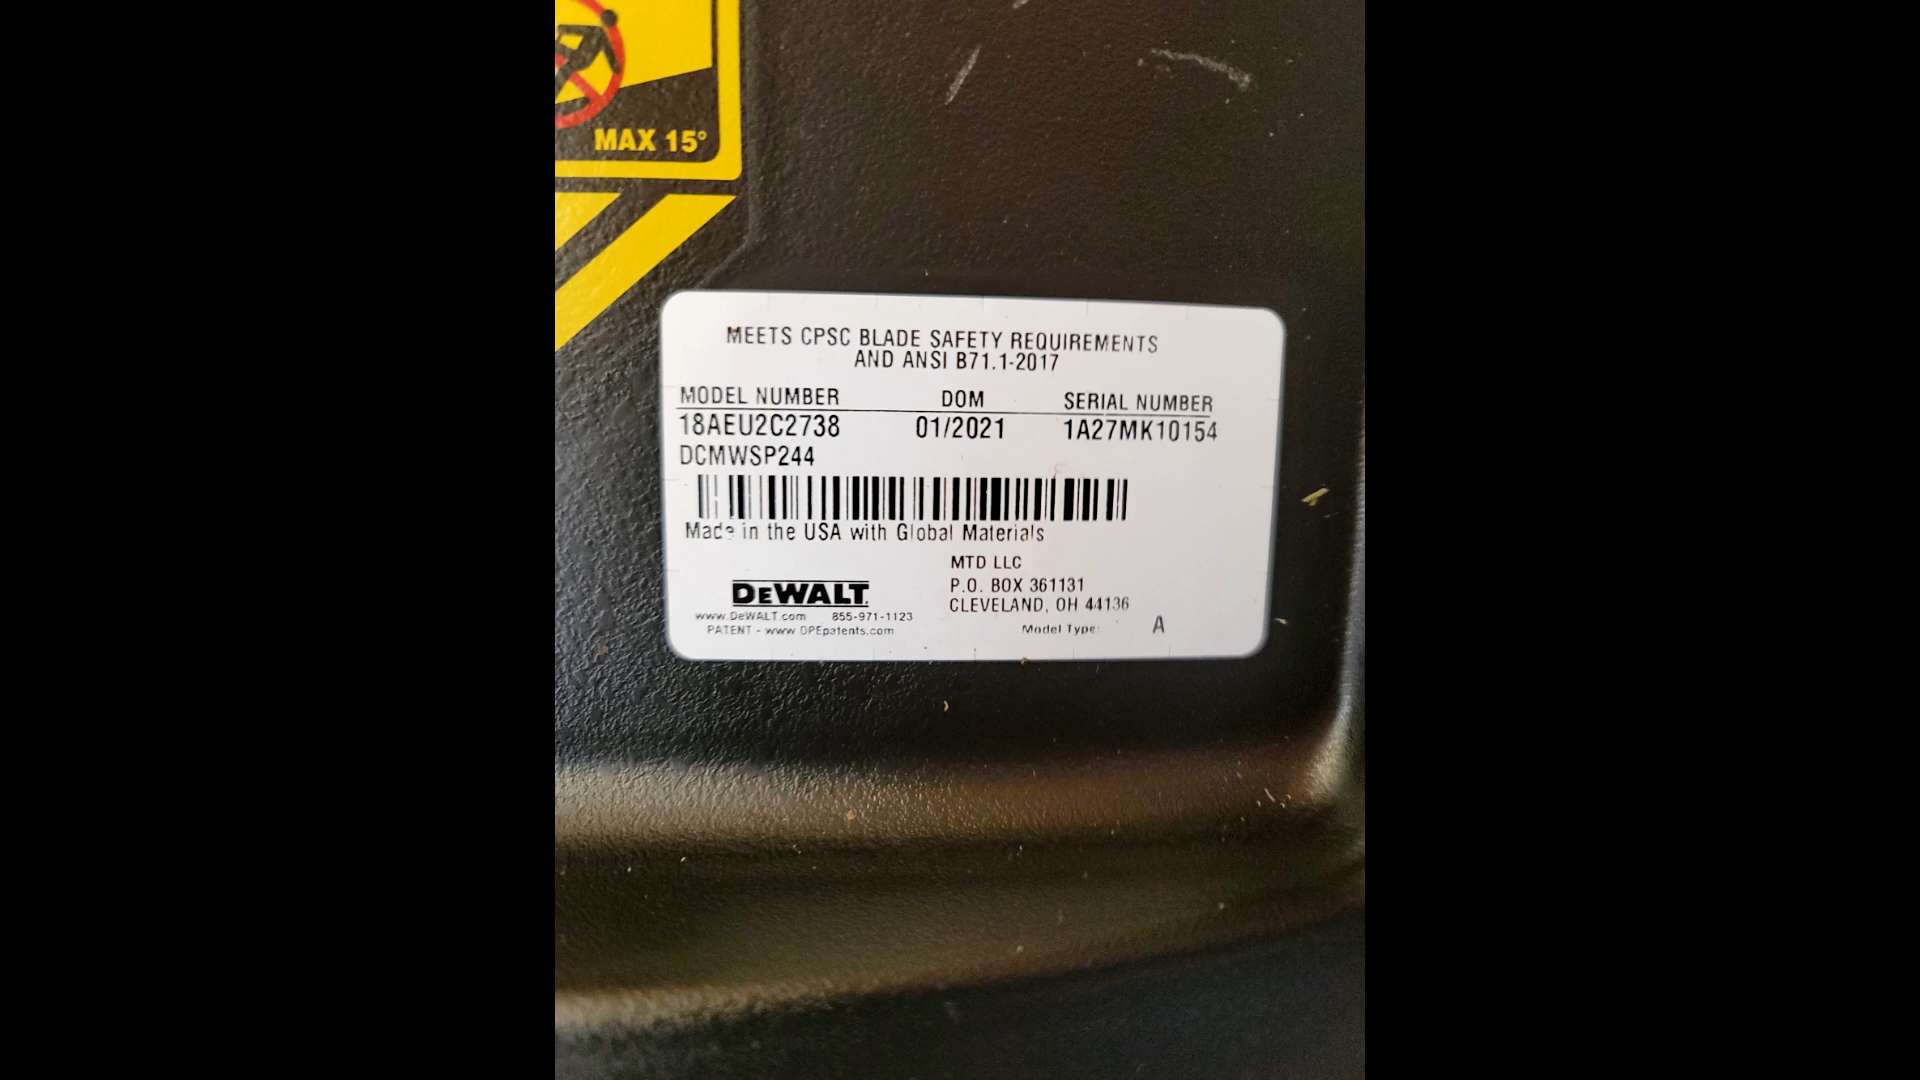 MAX 15°
MEETS CPSC BLADE SAFETY REQUIREMENTS
AND ANSI B71.1-2017
MODEL NUMBER DOM SERIAL NUMBER
18AEU2C2738 01/2021 1A27MK10154
DCMWSP244
Made in the USA with Global Materials
MTD LLC
P.O. BOX 361131
CLEVELAND, OH 44136
DEWALT
www.DeWALT.com 855-971-1123
PATENT - www.OPEpatents.com
Model Type: A